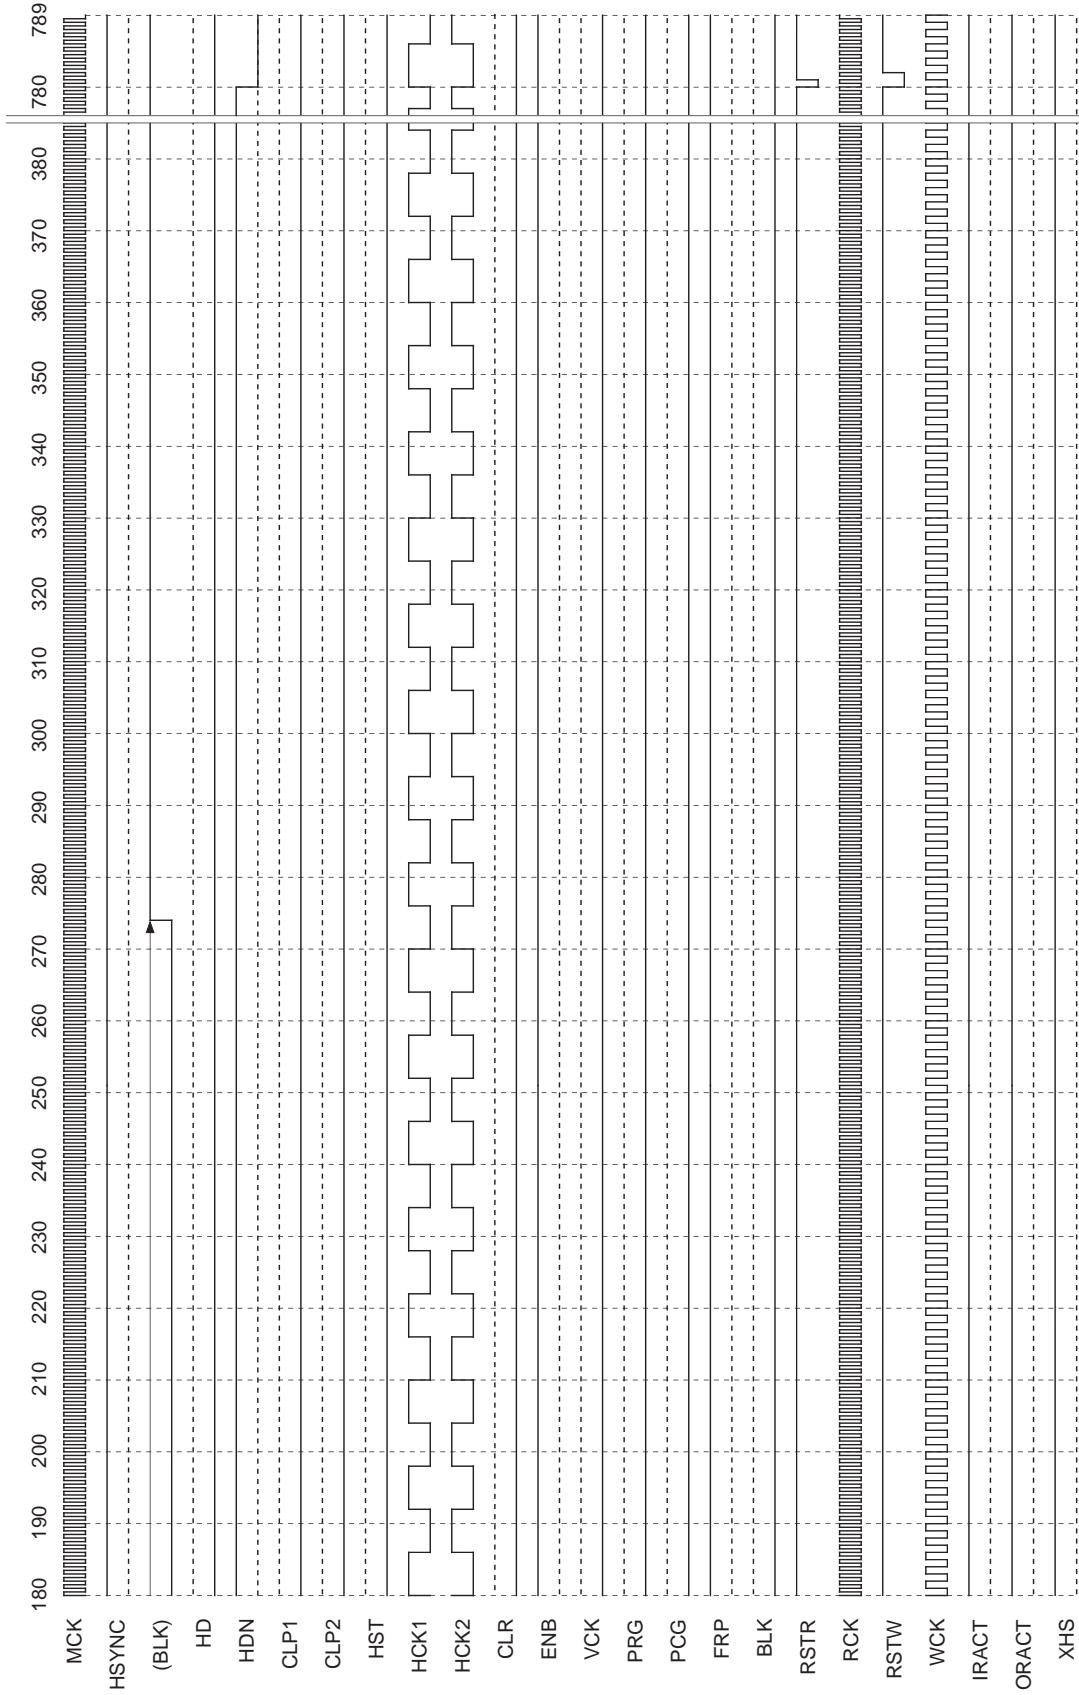 180 190 200 210 220 230 240 250 260 270 280 290 300 310 320 330 340 350 360 370 380 780 789
MCK
HSYNC
(BLK)
HD
HDN
CLP1
CLP2
HST
HCK1
HCK2
CLR
ENB
VCK
PRG
PCG
FRP
BLK
RSTR
RCK
RSTW
WCK
IRACT
ORACT
XHS